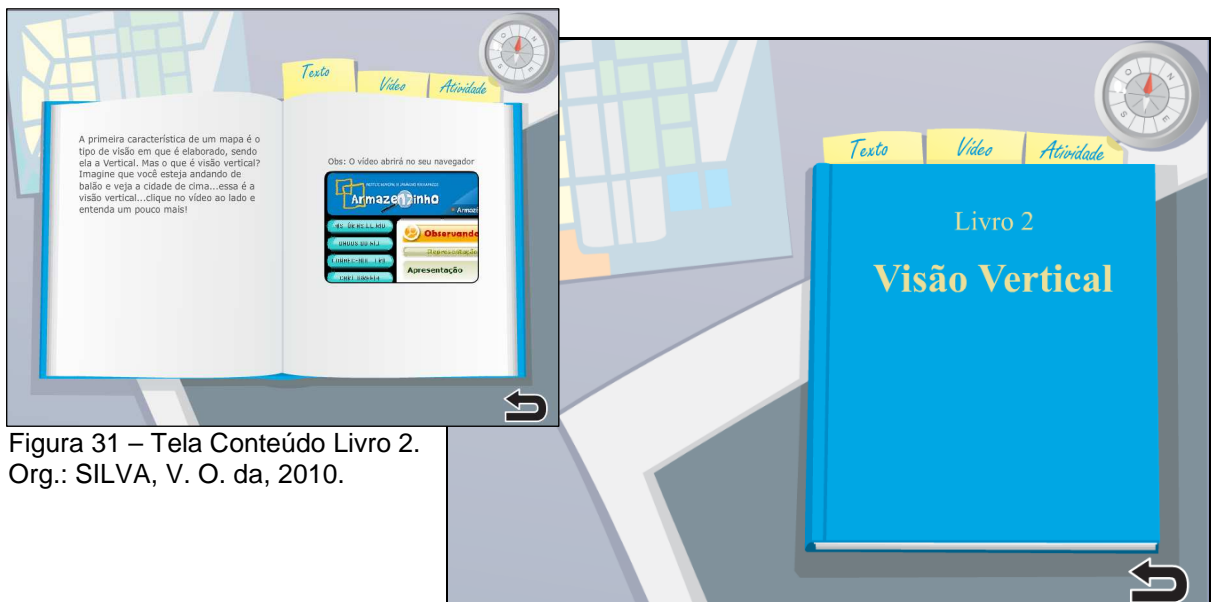 Texto
Vídeo
Atividade
A primeira característica de um mapa é o
tipo de visão em que é elaborado, sendo
ela a Vertical. Mas o que é visão vertical?
Imagine que você esteja andando de
balão e veja a cidade de cima...essa é a
visão vertical...clique no vídeo ao lado e
entenda um pouco mais!
Obs: O vídeo abrirá no seu navegador
Armazenzinho
Observando
Representação
Apresentação
Figura 31 – Tela Conteúdo Livro 2.
Org.: SILVA, V. O. da, 2010.
N
O
S
Texto
Vídeo
Atividade
Livro 2
Visão Vertical